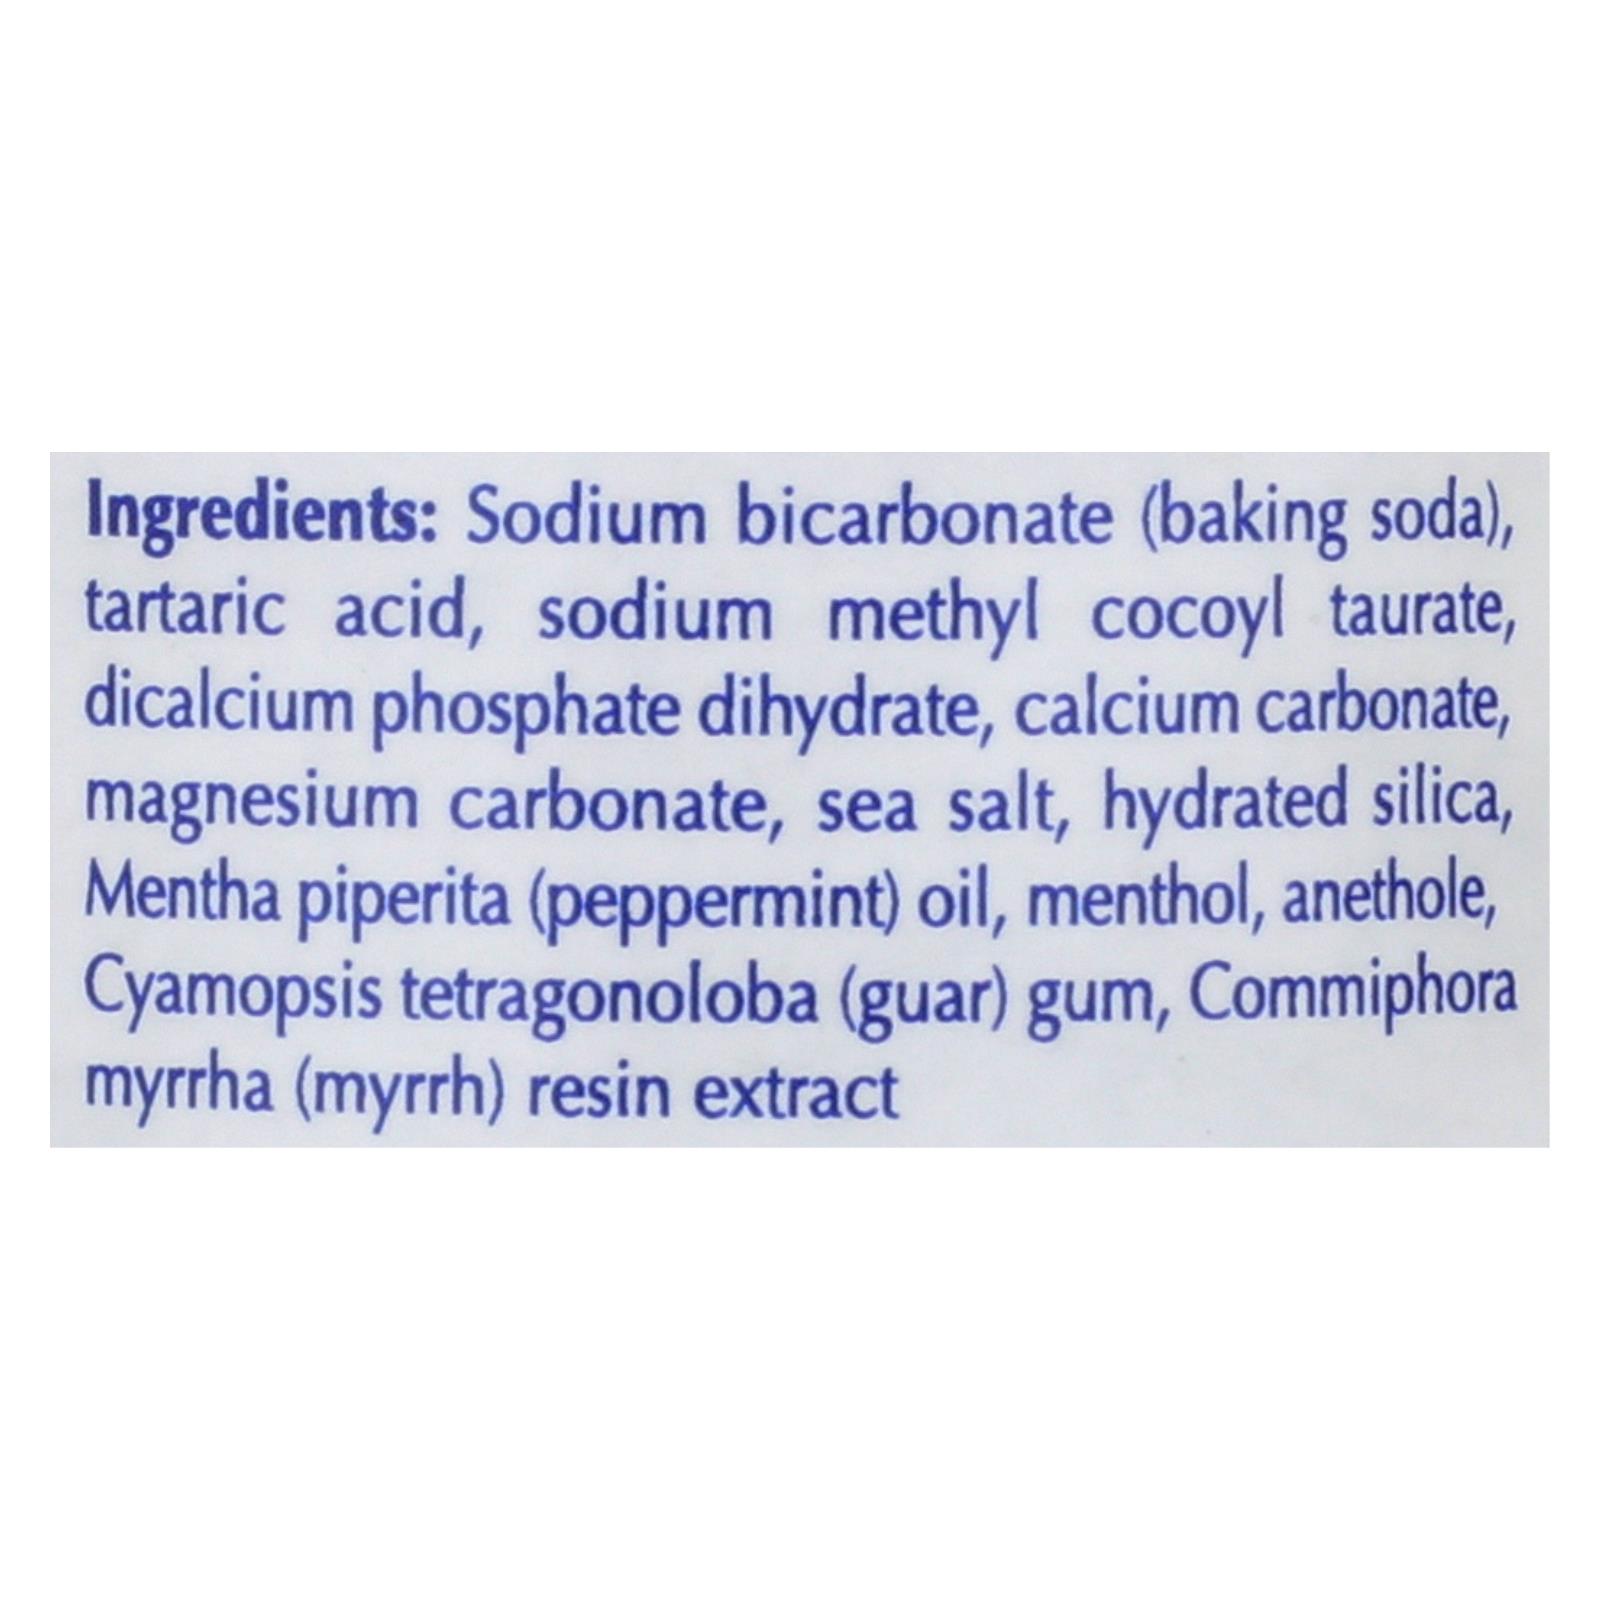 Ingredients: Sodium bicarbonate (baking soda),
tartaric acid, sodium methyl cocoyl taurate,
dicalcium phosphate dihydrate, calcium carbonate,
magnesium carbonate, sea salt, hydrated silica,
Mentha piperita (peppermint) oil, menthol, anethole,
Cyamopsis tetragonoloba (guar) gum, Commiphora
myrrha (myrrh) resin extract